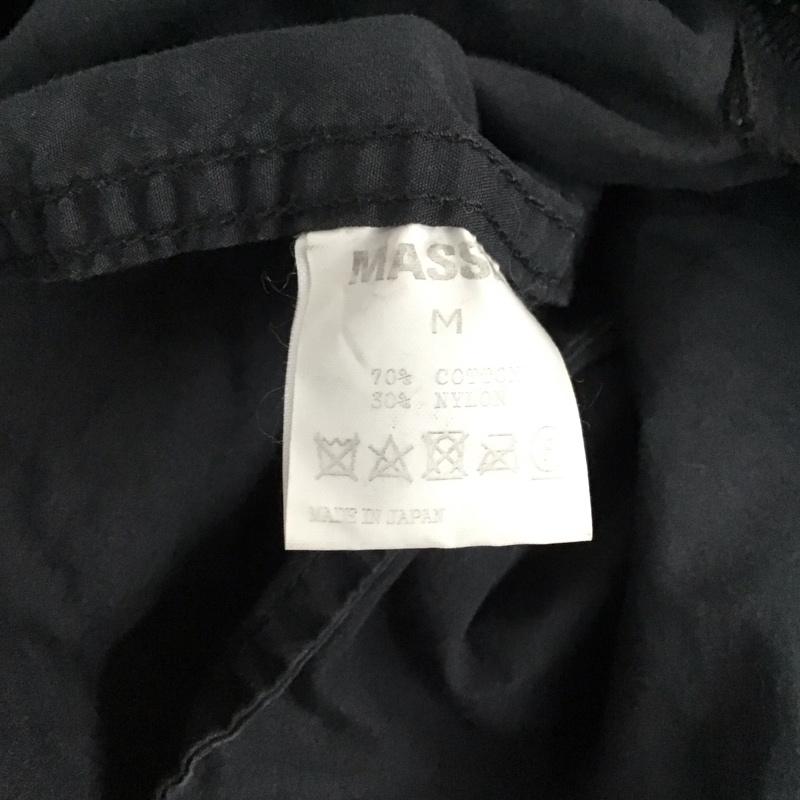 MASS
M
70% COTTON
30% NYLON
MADE IN JAPAN